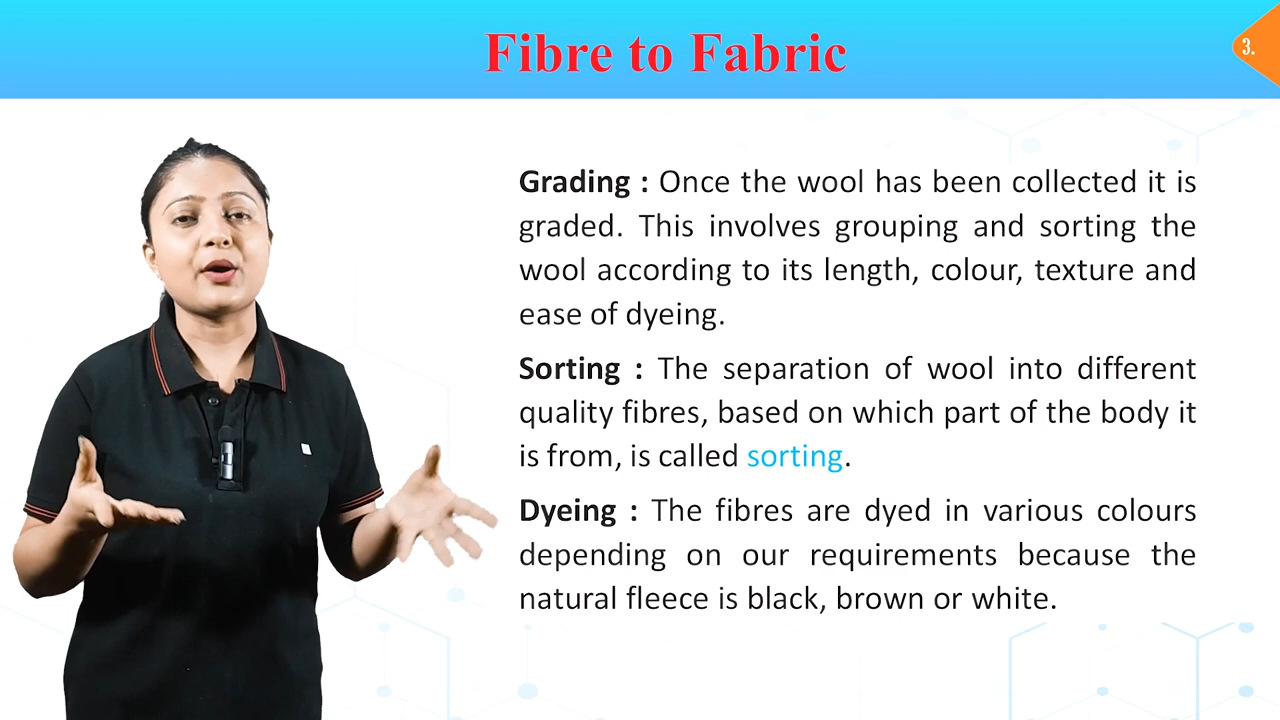 Fibre to Fabric
3.
Grading : Once the wool has been collected it is
graded. This involves grouping and sorting the
wool according to its length, colour, texture and
ease of dyeing.
Sorting : The separation of wool into different
quality fibres, based on which part of the body it
is from, is called sorting.
Dyeing : The fibres are dyed in various colours
depending on our requirements because the
natural fleece is black, brown or white.